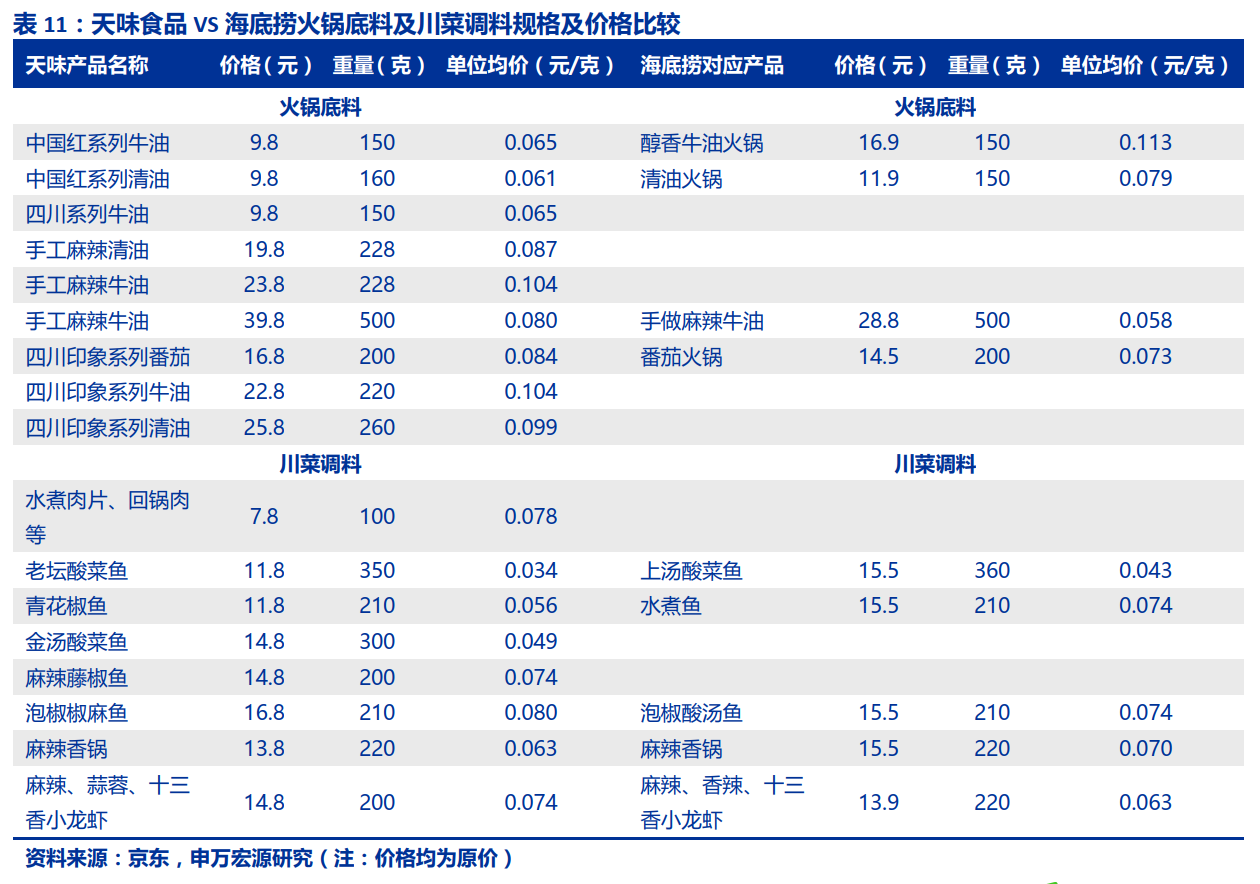 表 11：天味食品 VS 海底捞火锅底料及川菜调料规格及价格比较
天味产品名称 价格（元） 重量（克） 单位均价（元/克） 海底捞对应产品 价格（元） 重量（克） 单位均价（元/克）
火锅底料 火锅底料
中国红系列牛油 9.8 150 0.065 醇香牛油火锅 16.9 150 0.113
中国红系列清油 9.8 160 0.061 清油火锅 11.9 150 0.079
四川系列牛油 9.8 150 0.065
手工麻辣清油 19.8 228 0.087
手工麻辣牛油 23.8 228 0.104
手工麻辣牛油 39.8 500 0.080 手做麻辣牛油 28.8 500 0.058
四川印象系列番茄 16.8 200 0.084 番茄火锅 14.5 200 0.073
四川印象系列牛油 22.8 220 0.104
四川印象系列清油 25.8 260 0.099
川菜调料 川菜调料
水煮肉片、回锅肉
等 7.8 100 0.078
老坛酸菜鱼 11.8 350 0.034 上汤酸菜鱼 15.5 360 0.043
青花椒鱼 11.8 210 0.056 水煮鱼 15.5 210 0.074
金汤酸菜鱼 14.8 300 0.049
麻辣藤椒鱼 14.8 200 0.074
泡椒椒麻鱼 16.8 210 0.080 泡椒酸汤鱼 15.5 210 0.074
麻辣香锅 13.8 220 0.063 麻辣香锅 15.5 220 0.070
麻辣、蒜蓉、十三 麻辣、香辣、十三
香小龙虾 14.8 200 0.074 香小龙虾 13.9 220 0.063
资料来源：京东，申万宏源研究（注：价格均为原价）